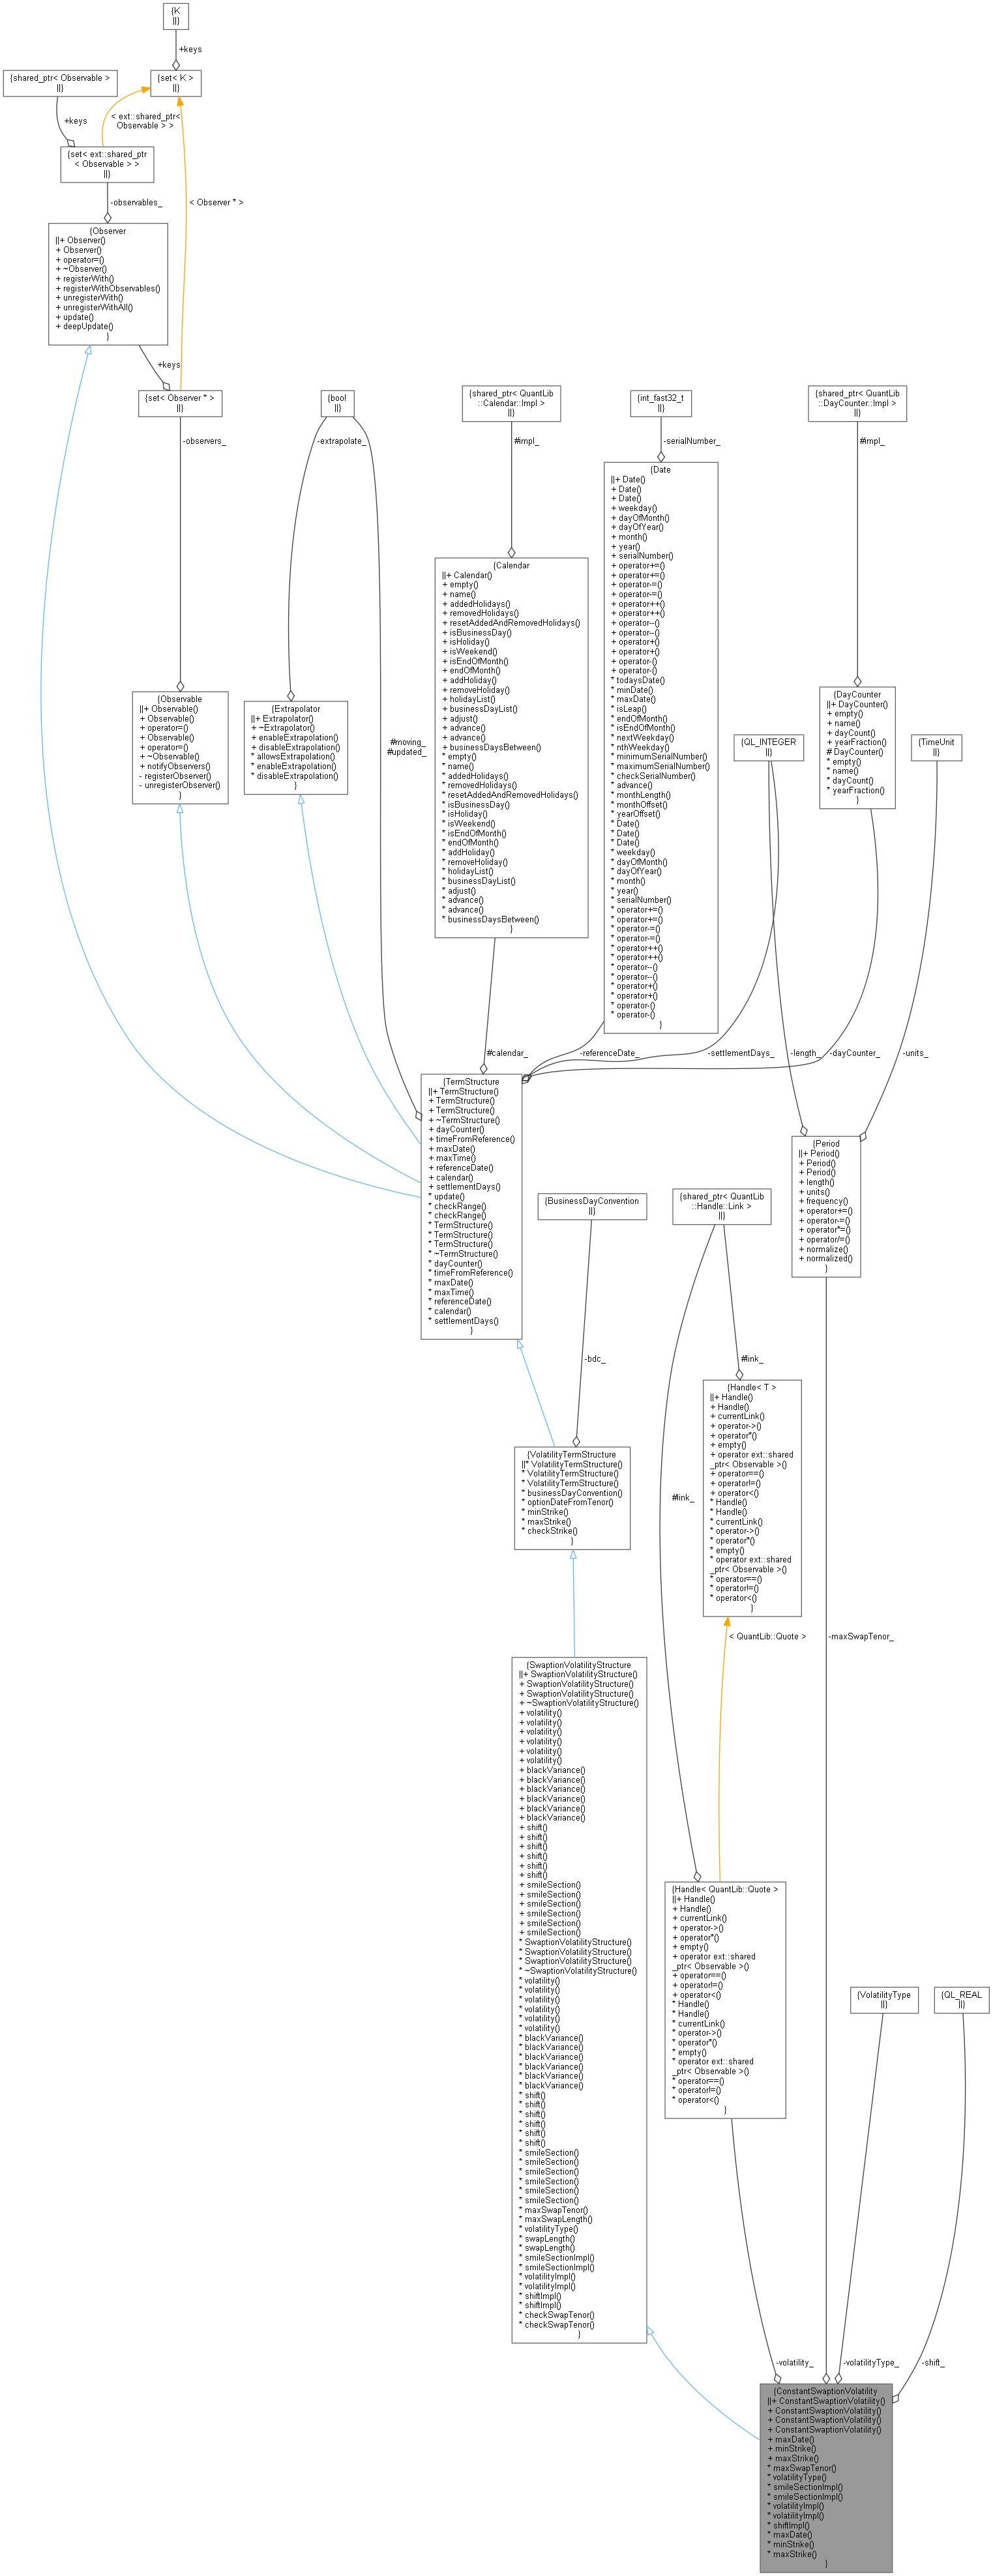 {K
||}
+keys
{shared_ptr< Observable >
||}
{set< K >
||}
+keys
< ext::shared_ptr<
Observable > >
{set< ext::shared_ptr
< Observable > >
||}
-observables_
< Observer * >
{Observer
||+ Observer()
+ Observer()
+ operator=()
+ ~Observer()
+ registerWith()
+ registerWithObservables()
+ unregisterWith()
+ unregisterWithAll()
+ update()
+ deepUpdate()
}
+keys
{set< Observer * >
||}
-observers_
{bool
||}
-extrapolate_
{shared_ptr< QuantLib
::Calendar::Impl >
||}
#impl_
{int_fast32_t
||}
-serialNumber_
{shared_ptr< QuantLib
::DayCounter::Impl >
||}
#impl_
{Date
||+ Date()
+ Date()
+ Date()
+ weekday()
+ dayOfMonth()
+ dayOfYear()
+ month()
+ year()
+ serialNumber()
+ operator+=()
+ operator+=()
+ operator-=()
+ operator-=()
+ operator++()
+ operator++()
+ operator--()
+ operator--()
+ operator+()
+ operator+()
+ operator-()
+ operator-()
* todaysDate()
* minDate()
* maxDate()
* isLeap()
* endOfMonth()
* isEndOfMonth()
* nextWeekday()
* nthWeekday()
* minimumSerialNumber()
* maximumSerialNumber()
* checkSerialNumber()
* advance()
* monthLength()
* monthOffset()
* yearOffset()
* Date()
* Date()
* Date()
* weekday()
* dayOfMonth()
* dayOfYear()
* month()
* year()
* serialNumber()
* operator+=()
* operator+=()
* operator-=()
* operator-=()
* operator++()
* operator++()
* operator--()
* operator--()
* operator+()
* operator+()
* operator-()
* operator-()
}
{Calendar
||+ Calendar()
+ empty()
+ name()
+ addedHolidays()
+ removedHolidays()
+ resetAddedAndRemovedHolidays()
+ isBusinessDay()
+ isHoliday()
+ isWeekend()
+ isEndOfMonth()
+ endOfMonth()
+ addHoliday()
+ removeHoliday()
+ holidayList()
+ businessDayList()
+ adjust()
+ advance()
+ advance()
+ businessDaysBetween()
* empty()
* name()
* addedHolidays()
* removedHolidays()
* resetAddedAndRemovedHolidays()
* isBusinessDay()
* isHoliday()
* isWeekend()
* isEndOfMonth()
* endOfMonth()
* addHoliday()
* removeHoliday()
* holidayList()
* businessDayList()
* adjust()
* advance()
* advance()
* businessDaysBetween()
}
{Observable
||+ Observable()
+ Observable()
+ operator=()
+ Observable()
+ operator=()
+ ~Observable()
+ notifyObservers()
- registerObserver()
- unregisterObserver()
}
{Extrapolator
||+ Extrapolator()
+ ~Extrapolator()
+ enableExtrapolation()
+ disableExtrapolation()
* allowsExtrapolation()
* enableExtrapolation()
* disableExtrapolation()
}
#moving_
#updated_
{QL_INTEGER
||}
{DayCounter
||+ DayCounter()
+ empty()
+ name()
+ dayCount()
+ yearFraction()
# DayCounter()
* empty()
* name()
* dayCount()
* yearFraction()
}
{TimeUnit
||}
#calendar_
-referenceDate_
-settlementDays_
-length_
-dayCounter_
-units_
{TermStructure
||+ TermStructure()
+ TermStructure()
+ TermStructure()
+ ~TermStructure()
+ dayCounter()
+ timeFromReference()
+ maxDate()
+ maxTime()
+ referenceDate()
+ calendar()
+ settlementDays()
* update()
* checkRange()
* checkRange()
* TermStructure()
* TermStructure()
* TermStructure()
* ~TermStructure()
* dayCounter()
* timeFromReference()
* maxDate()
* maxTime()
* referenceDate()
* calendar()
* settlementDays()
}
{Period
||+ Period()
+ Period()
+ Period()
+ length()
+ units()
+ frequency()
+ operator+=()
+ operator-=()
+ operator*=()
+ operator/=()
+ normalize()
+ normalized()
}
{BusinessDayConvention
||}
-bdc_
{shared_ptr< QuantLib
::Handle::Link >
||}
#link_
{Handle< T >
||+ Handle()
+ Handle()
+ currentLink()
+ operator->()
+ operator*()
+ empty()
+ operator ext::shared
_ptr< Observable >()
+ operator==()
+ operator!=()
+ operator<()
* Handle()
* Handle()
* currentLink()
* operator->()
* operator*()
* empty()
* operator ext::shared
_ptr< Observable >()
* operator==()
* operator!=()
* operator<()
}
{VolatilityTermStructure
||* VolatilityTermStructure()
* VolatilityTermStructure()
* VolatilityTermStructure()
* businessDayConvention()
* optionDateFromTenor()
* minStrike()
* maxStrike()
* checkStrike()
}
#link_
< QuantLib::Quote >
-maxSwapTenor_
{SwaptionVolatilityStructure
||+ SwaptionVolatilityStructure()
+ SwaptionVolatilityStructure()
+ SwaptionVolatilityStructure()
+ ~SwaptionVolatilityStructure()
+ volatility()
+ volatility()
+ volatility()
+ volatility()
+ volatility()
+ volatility()
+ blackVariance()
+ blackVariance()
+ blackVariance()
+ blackVariance()
+ blackVariance()
+ blackVariance()
+ shift()
+ shift()
+ shift()
+ shift()
+ shift()
+ shift()
+ smileSection()
+ smileSection()
+ smileSection()
+ smileSection()
+ smileSection()
+ smileSection()
* SwaptionVolatilityStructure()
* SwaptionVolatilityStructure()
* SwaptionVolatilityStructure()
* ~SwaptionVolatilityStructure()
* volatility()
* volatility()
* volatility()
* volatility()
* volatility()
* volatility()
* blackVariance()
* blackVariance()
* blackVariance()
* blackVariance()
* blackVariance()
* blackVariance()
* shift()
* shift()
* shift()
* shift()
* shift()
* shift()
* smileSection()
* smileSection()
* smileSection()
* smileSection()
* smileSection()
* smileSection()
* maxSwapTenor()
* maxSwapLength()
* volatilityType()
* swapLength()
* swapLength()
* smileSectionImpl()
* smileSectionImpl()
* volatilityImpl()
* volatilityImpl()
* shiftImpl()
* shiftImpl()
* checkSwapTenor()
* checkSwapTenor()
}
{Handle< QuantLib::Quote >
||+ Handle()
+ Handle()
+ currentLink()
+ operator->()
+ operator*()
+ empty()
+ operator ext::shared
_ptr< Observable >()
+ operator==()
+ operator!=()
+ operator<()
* Handle()
* Handle()
* currentLink()
* operator->()
* operator*()
* empty()
* operator ext::shared
_ptr< Observable >()
* operator==()
* operator!=()
* operator<()
}
{VolatilityType
||}
{QL_REAL
||}
-volatility_
-volatilityType_
-shift_
{ConstantSwaptionVolatility
||+ ConstantSwaptionVolatility()
+ ConstantSwaptionVolatility()
+ ConstantSwaptionVolatility()
+ ConstantSwaptionVolatility()
+ maxDate()
+ minStrike()
+ maxStrike()
* maxSwapTenor()
* volatilityType()
* smileSectionImpl()
* smileSectionImpl()
* volatilityImpl()
* volatilityImpl()
* shiftImpl()
* maxDate()
* minStrike()
* maxStrike()
}